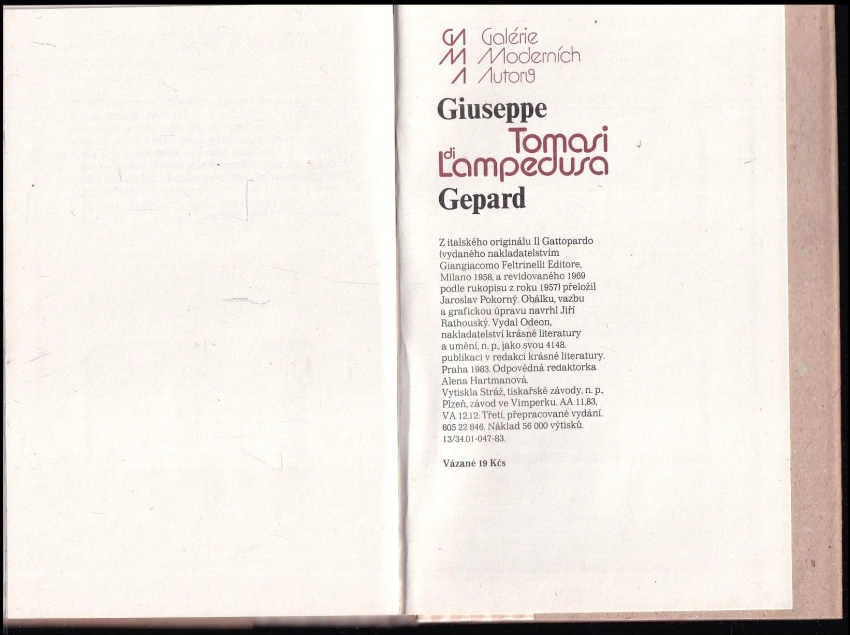 GA Galérie
M Moderních
A Autorů
Giuseppe
Tomasi
di
Lampedusa
Gepard
Z italského originálu Il Gattopardo
(vydaného nakladatelstvím
Giangiacomo Feltrinelli Editore,
Milano 1958, a revidovaného 1969
podle rukopisu z roku 1957) přeložil
Jaroslav Pokorný. Obálku, vazbu
a grafickou úpravu navrhl Jiří
Rathouský. Vydal Odeon,
nakladatelství krásné literatury
a umění, n. p., jako svou 4148.
publikaci v redakci krásné literatury.
Praha 1983. Odpovědná redaktorka
Alena Hartmanová.
Vytiskla Stráž, tiskařské závody, n. p.,
Plzeň, závod ve Vimperku. AA 11,83,
VA 12,12. Třetí, přepracované vydání.
605 22 846. Náklad 56 000 výtisků.
13/34.01-047-83.
Vázané 19 Kčs